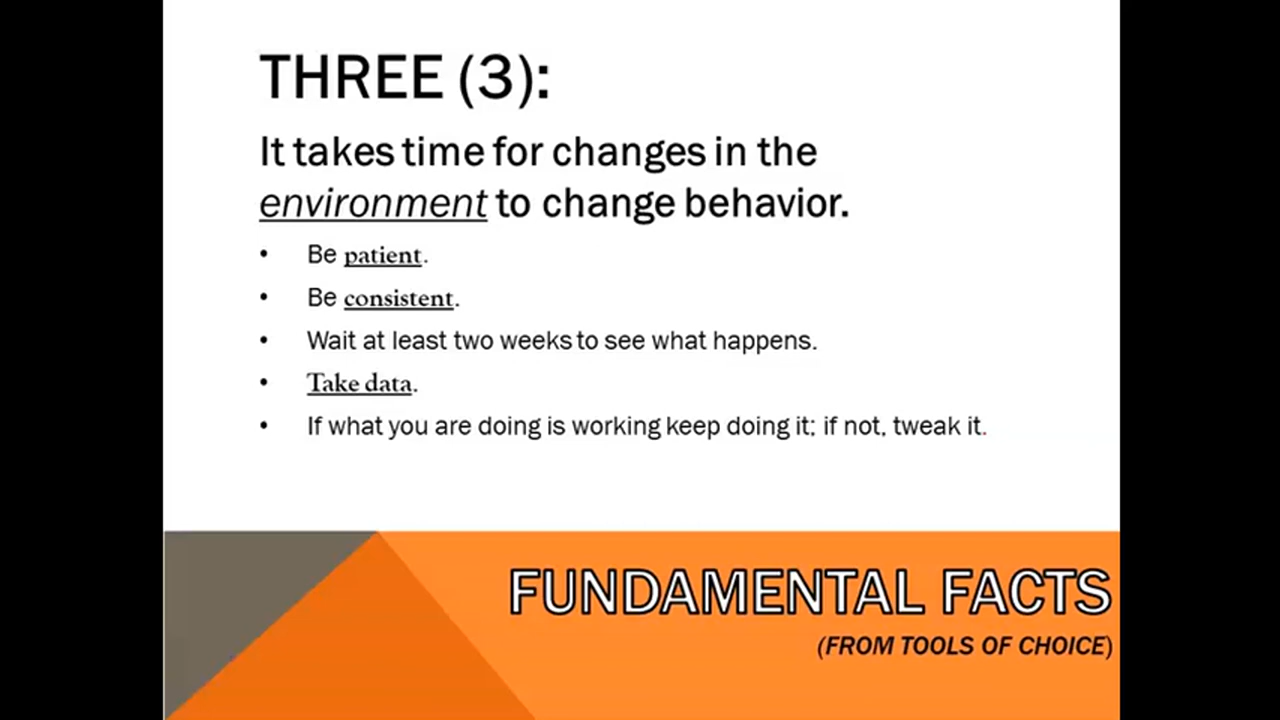 THREE (3):
It takes time for changes in the
environment to change behavior.
• Be patient.
• Be consistent.
• Wait at least two weeks to see what happens.
• Take data.
• If what you are doing is working keep doing it; if not, tweak it.
FUNDAMENTAL FACTS
(FROM TOOLS OF CHOICE)